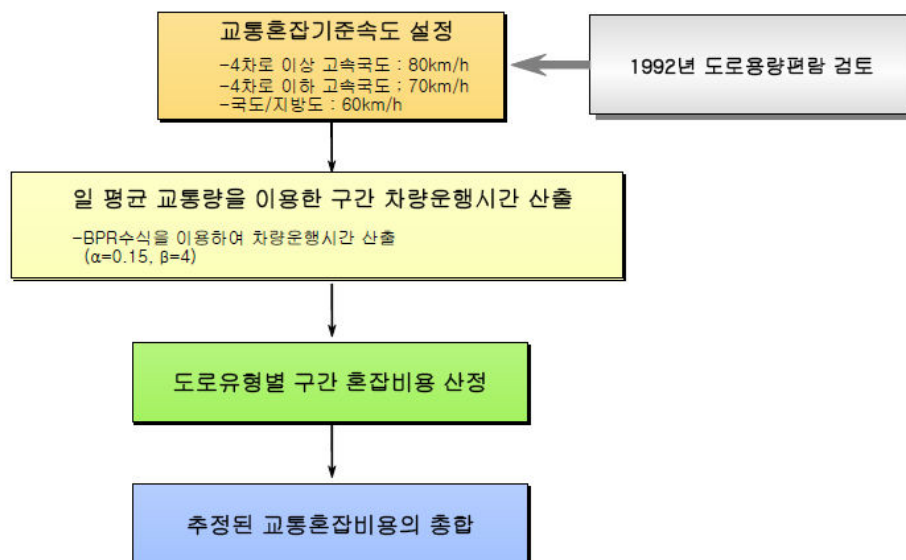 교통혼잡기준속도 설정
-4차로 이상 고속국도 : 80km/h
-4차로 이하 고속국도 : 70km/h
-국도/지방도 : 60km/h
1992년 도로용량편람 검토
일 평균 교통량을 이용한 구간 차량운행시간 산출
-BPR수식을 이용하여 차량운행시간 산출
(α=0.15, β=4)
도로유형별 구간 혼잡비용 산정
추정된 교통혼잡비용의 총합